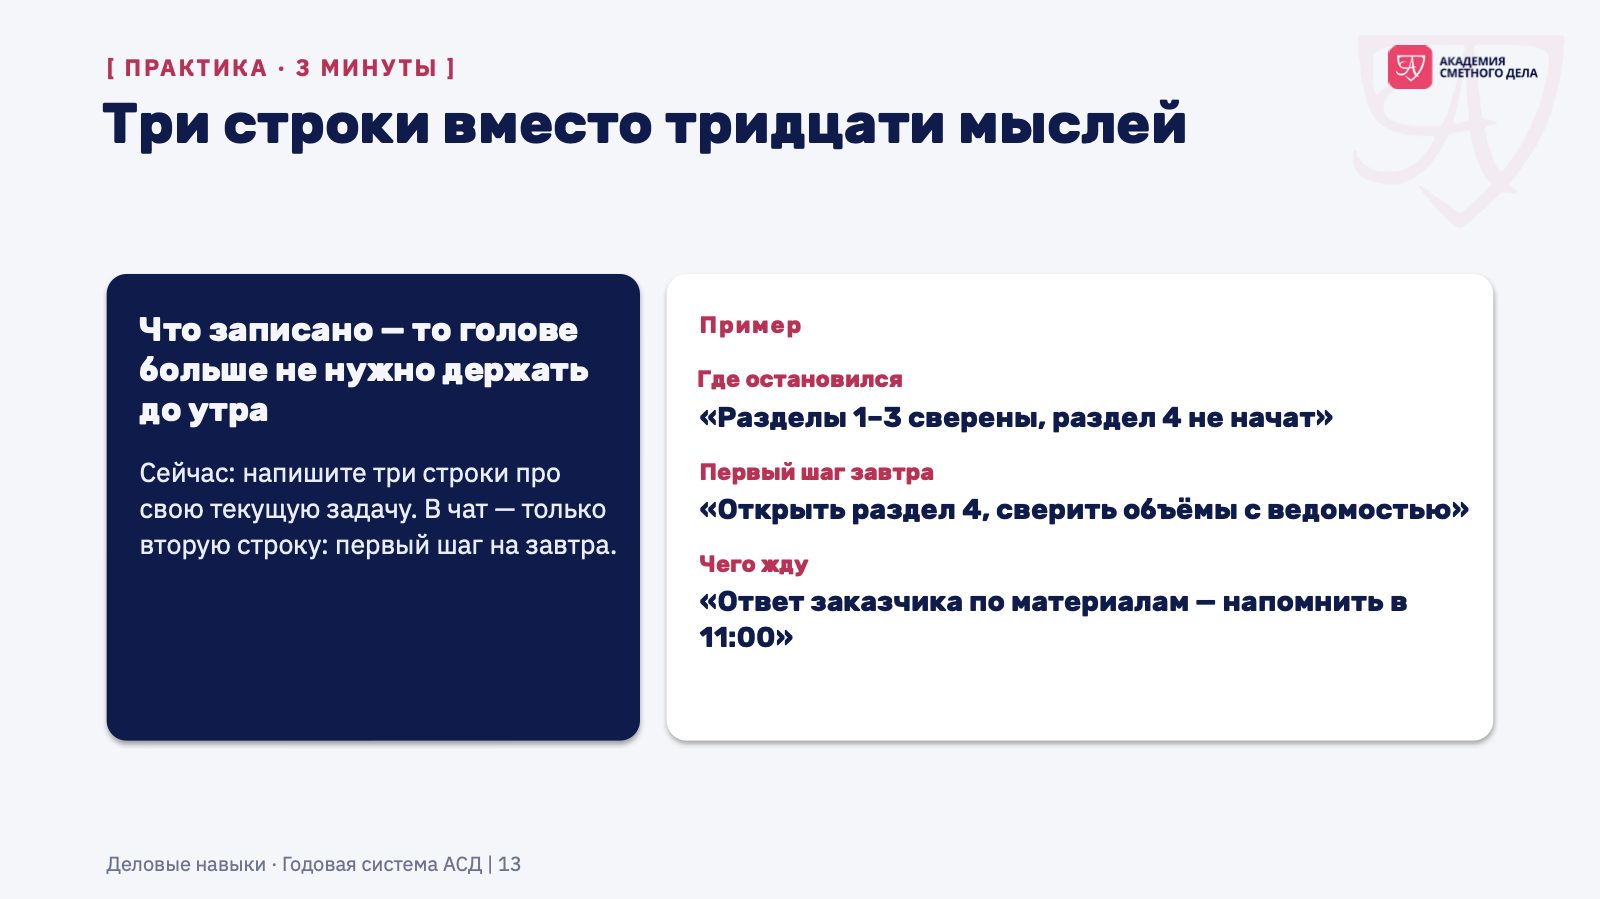 [ ПРАКТИКА · 3 МИНУТЫ ]
АКАДЕМИЯ
СМЕТНОГО ДЕЛА
Три строки вместо тридцати мыслей
Что записано — то голове
больше не нужно держать
до утра
Сейчас: напишите три строки про
свою текущую задачу. В чат — только
вторую строку: первый шаг на завтра.
Пример
Где остановился
«Разделы 1–3 сверены, раздел 4 не начат»
Первый шаг завтра
«Открыть раздел 4, сверить объёмы с ведомостью»
Чего жду
«Ответ заказчика по материалам — напомнить в
11:00»
Деловые навыки · Годовая система АСД | 13